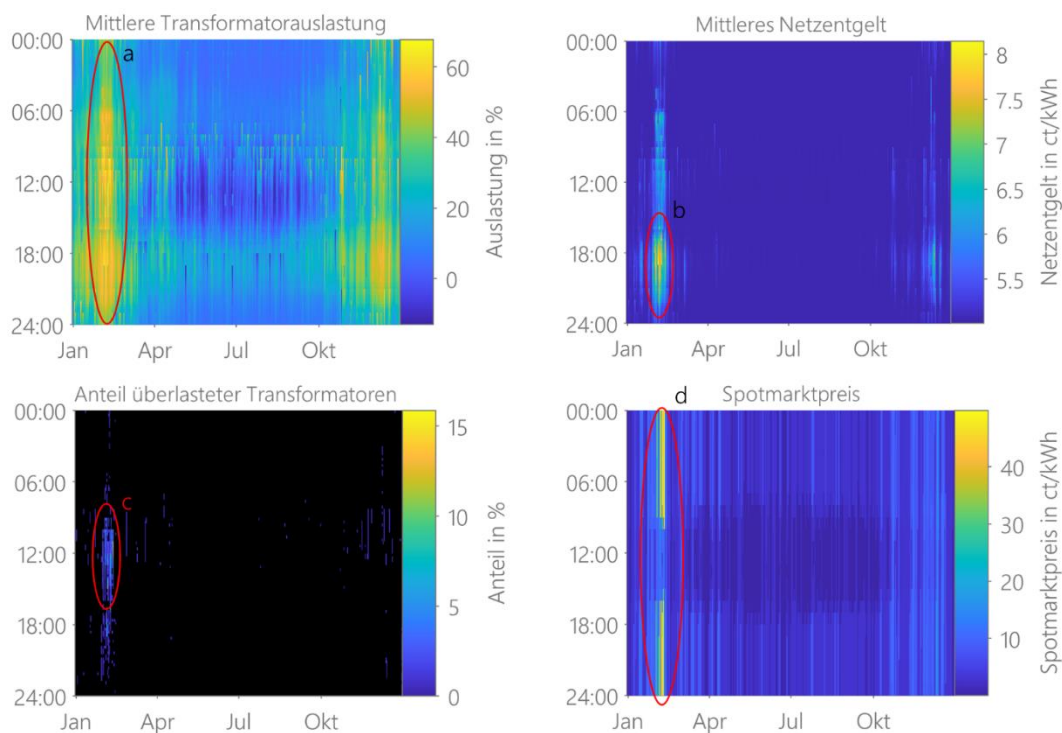 Mittlere Transformatorauslastung
00:00
06:00
12:00
18:00
24:00
Jan
Apr
Jul
Okt
a
60
40
20
0
Auslastung in %
Mittleres Netzentgelt
00:00
06:00
12:00
18:00
24:00
Jan
Apr
Jul
Okt
b
8
7.5
7
6.5
6
5.5
Netzentgelt in ct/kWh
Anteil überlasteter Transformatoren
00:00
06:00
12:00
18:00
24:00
Jan
Apr
Jul
Okt
c
15
10
5
0
Anteil in %
d
Spotmarktpreis
00:00
06:00
12:00
18:00
24:00
Jan
Apr
Jul
Okt
40
30
20
10
Spotmarktpreis in ct/kWh